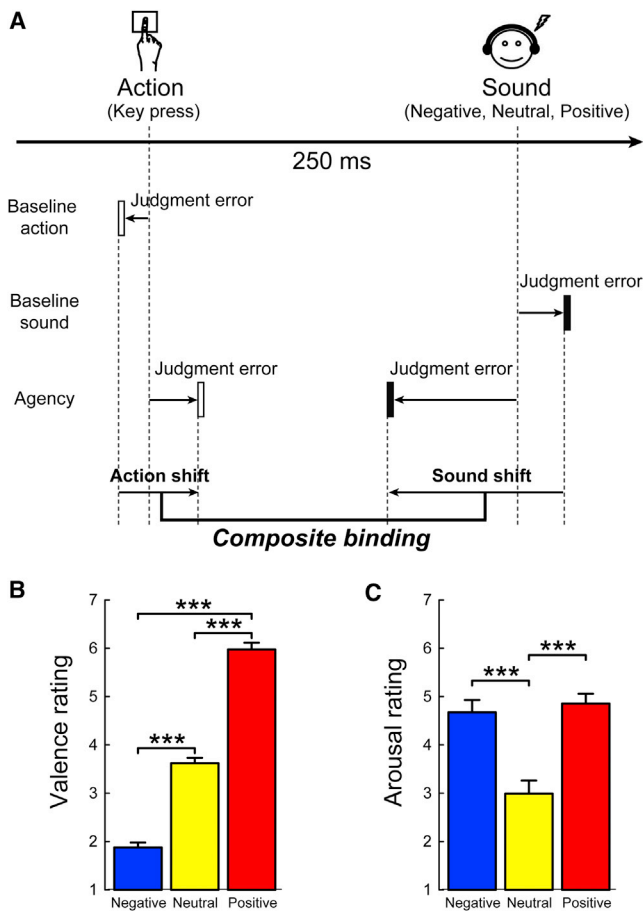 A
Action
(Key press)
Sound
(Negative, Neutral, Positive)
250 ms
Baseline
action
Judgment error
Baseline
sound
Judgment error
Agency
Judgment error
Judgment error
Action shift
Sound shift
Composite binding
B
Valence rating
7
6
5
4
3
2
1
***
***
***
Negative
Neutral
Positive
C
Arousal rating
7
6
5
4
3
2
1
***
***
Negative
Neutral
Positive